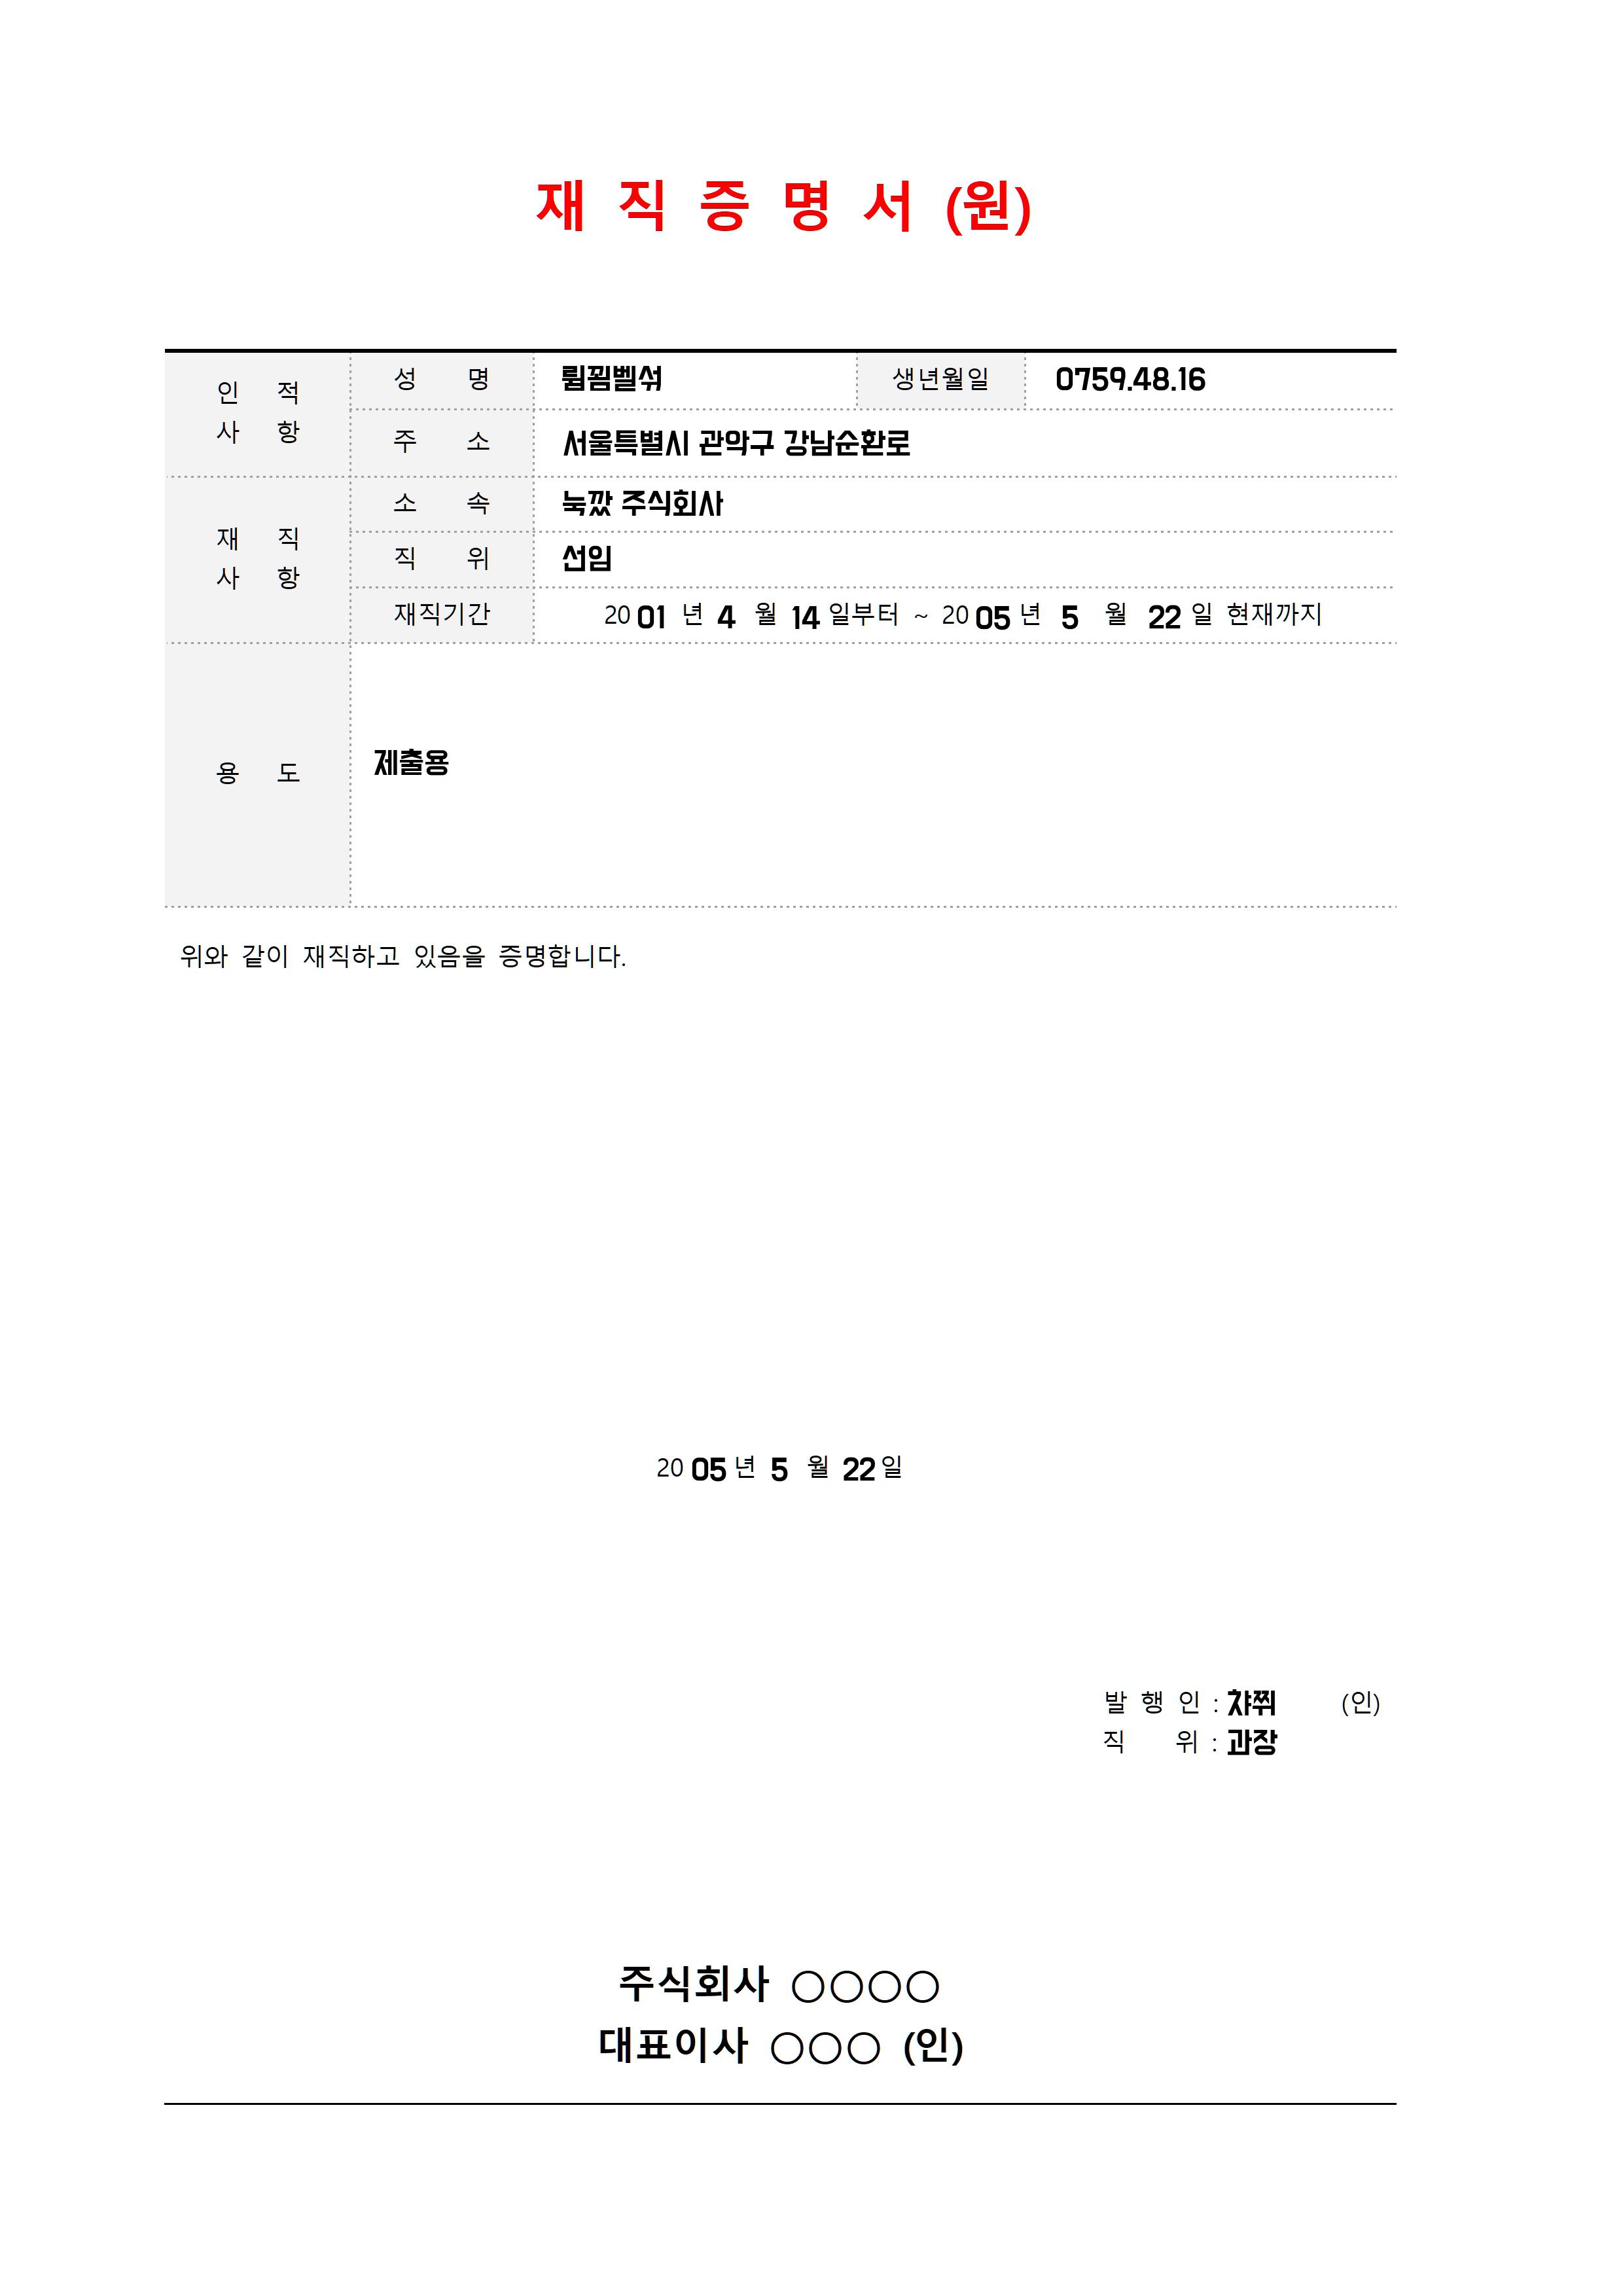 재 직 증 명 서 (원)
인 적 사 항
성 명 생년월일 0759.48.16
주 소 서울특별시 관악구 강남순환로
재 직 사 항
소 속 주식회사
직 위 선임
재직기간 2001 년 4 월 14 일부터 ~ 2005 년 5 월 22 일 현재까지
용 도 제출용
위와 같이 재직하고 있음을 증명합니다.
2005 년 5 월 22 일
발 행 인 : 챠쮜 (인)
직 위 : 과장
주식회사 ○○○○
대표이사 ○○○ (인)